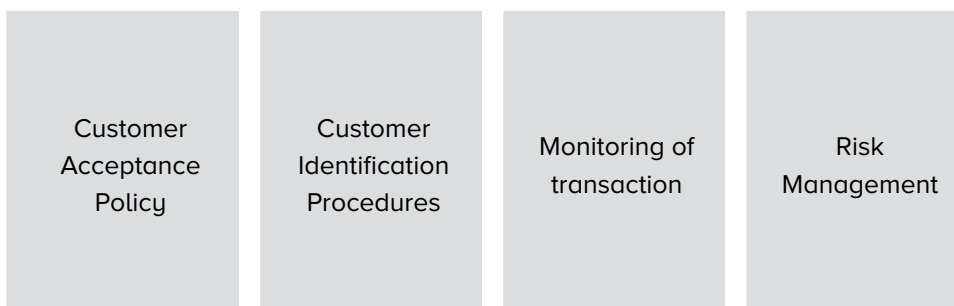 Customer
Acceptance
Policy
Customer
Identification
Procedures
Monitoring of
transaction
Risk
Management